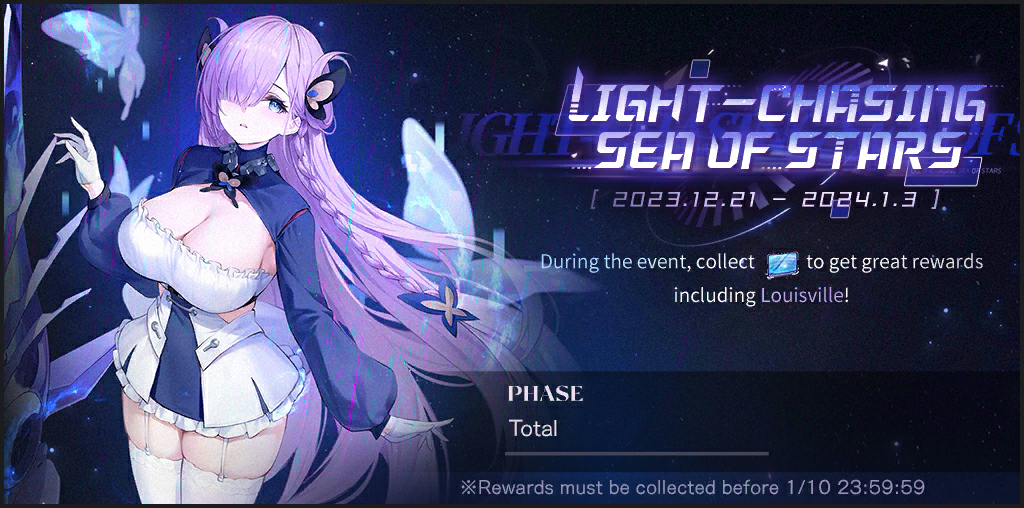 LIGHT-CHASING
SEA OF STARS
[ 2023.12.21 - 2024.1.3 ]
During the event, collect to get great rewards
including Louisville!
PHASE
Total
※Rewards must be collected before 1/10 23:59:59